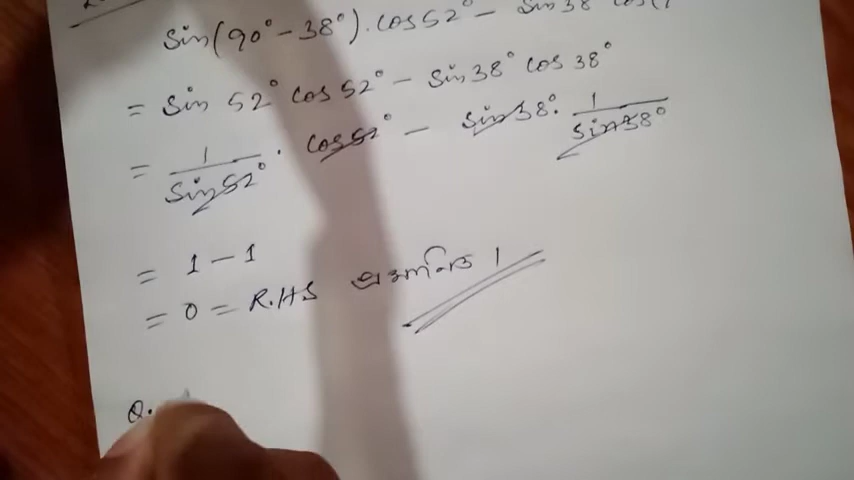 sin(90° - 38°). cos52° - sin38
= sin 52° cos 52° - sin 38° cos 38°
= 1/sin52° . cos52° - sin38° . 1/sin38°
= 1 - 1
= 0 = R.HS প্রমানিত ।
Q.